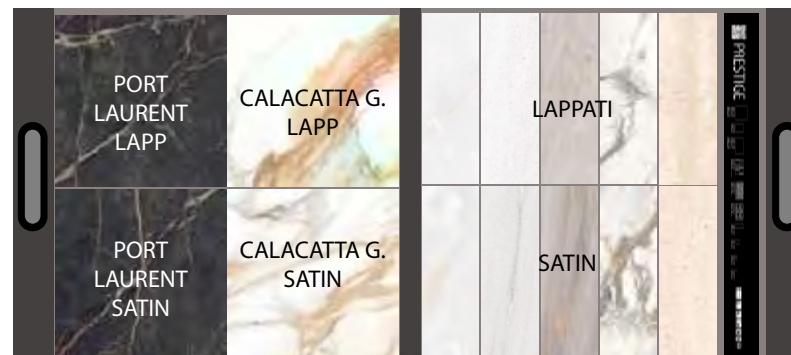 PORT
LAURENT
LAPP
CALACATTA G.
LAPP
LAPPATI
PORT
LAURENT
SATIN
CALACATTA G.
SATIN
SATIN
PRESTIGE